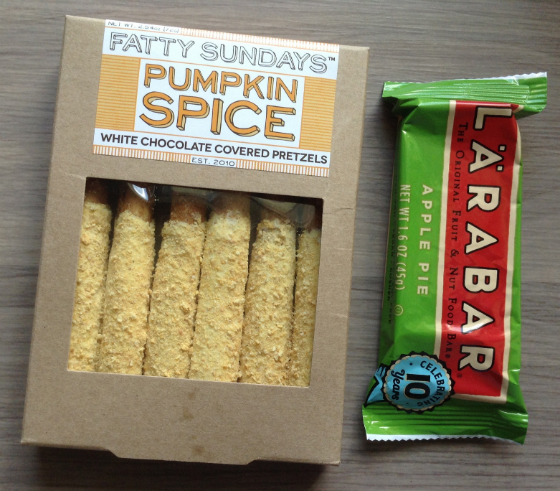 FATTY SUNDAYS™
PUMPKIN
SPICE
WHITE CHOCOLATE COVERED PRETZELS
EST. 2010
LÄRABAR
THE ORIGINAL FRUIT & NUT FOOD BAR
APPLE PIE
NET WT 1.6 OZ (45g)
CELEBRATING
10
Years